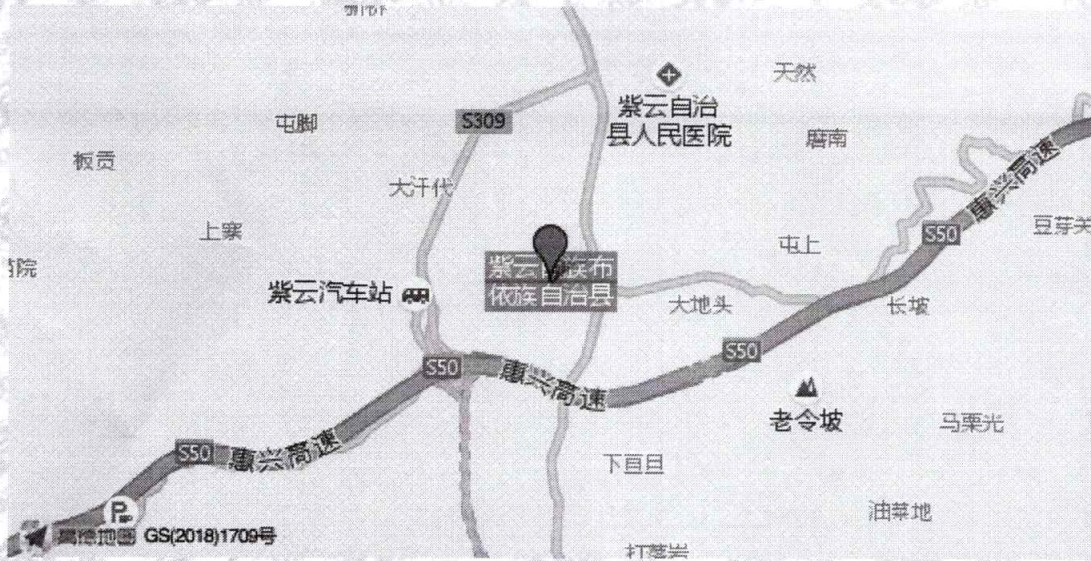 天然
紫云自治
县人民医院
S309
屯脚
磨南
板贡
大汗代
惠兴高速
上寨
S50
豆芽关
屯上
紫云苗族布
依族自治县
紫云汽车站
大地头
长坡
S50
S50
惠兴高速
老令坡
马栗光
S50
惠兴高速
下亘旦
油草地
P
高德地图 GS(2018)1709号
打落岩